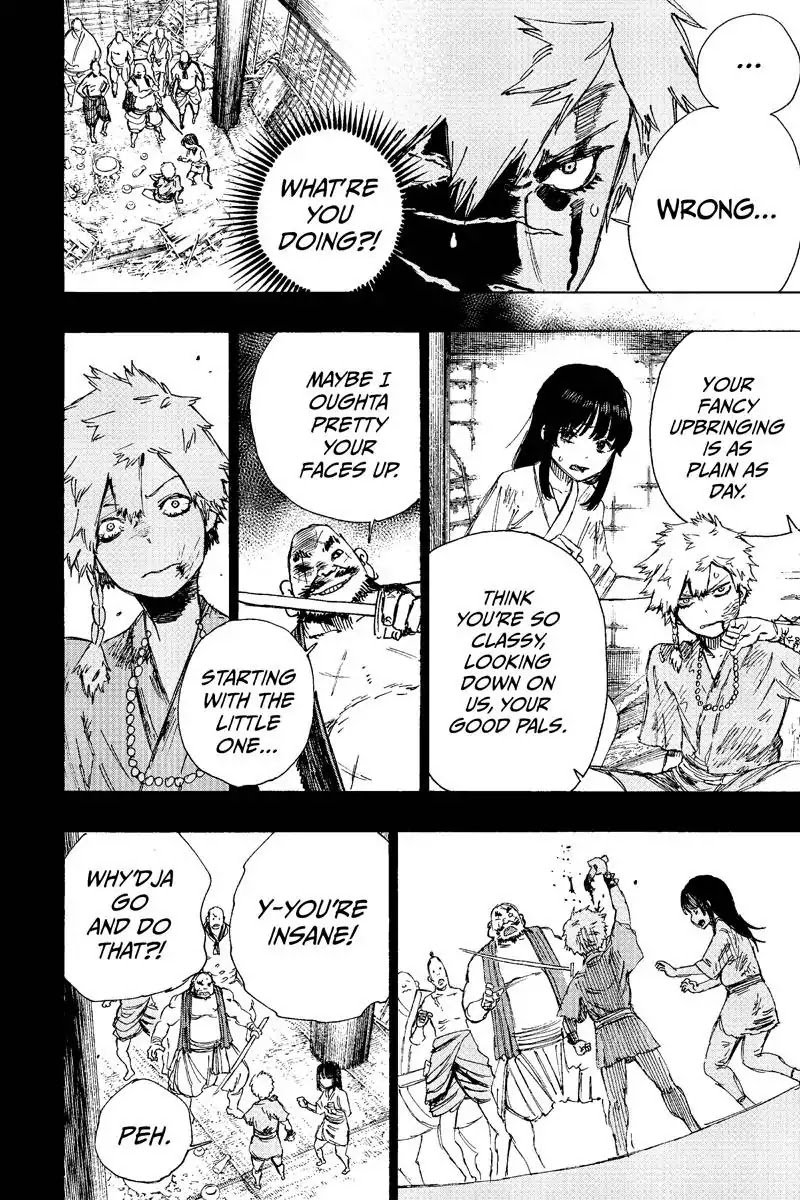 ...
WRONG...
WHAT'RE
YOU
DOING?!
YOUR
FANCY
UPBRINGING
IS AS
PLAIN AS
DAY.
THINK
YOU'RE SO
CLASSY,
LOOKING
DOWN ON
US, YOUR
GOOD PALS.
MAYBE I
OUGHTA
PRETTY
YOUR
FACES UP.
STARTING
WITH THE
LITTLE
ONE...
Y-YOU'RE
INSANE!
WHY'DJA
GO
AND DO
THAT?!
PEH.